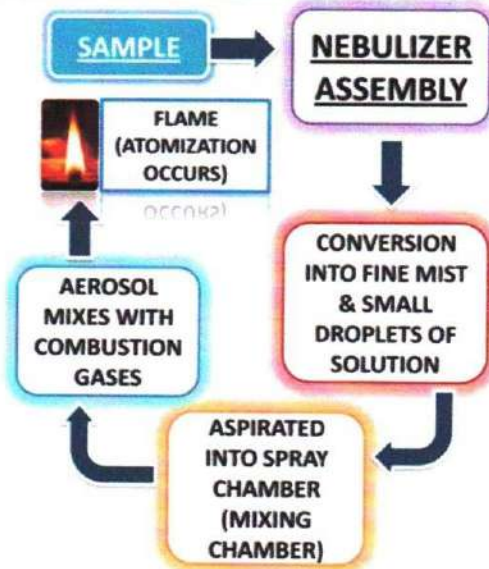 SAMPLE
NEBULIZER
ASSEMBLY
CONVERSION
INTO FINE MIST
& SMALL
DROPLETS OF
SOLUTION
ASPIRATED
INTO SPRAY
CHAMBER
(MIXING
CHAMBER)
AEROSOL
MIXES WITH
COMBUSTION
GASES
FLAME
(ATOMIZATION
OCCURS)